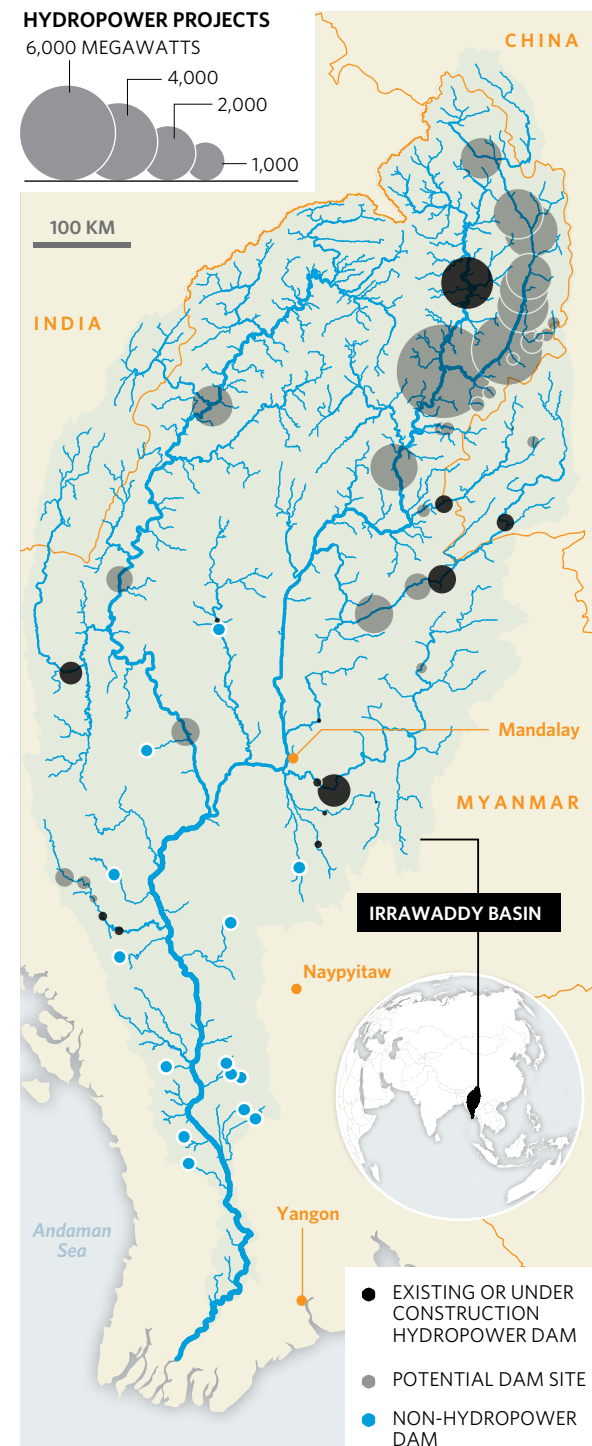 HYDROPOWER PROJECTS
6,000 MEGAWATTS
4,000
2,000
1,000
100 KM
CHINA
INDIA
Mandalay
MYANMAR
IRRAWADDY BASIN
Naypyitaw
Yangon
Andaman
Sea
EXISTING OR UNDER
CONSTRUCTION
HYDROPOWER DAM
POTENTIAL DAM SITE
NON-HYDROPOWER
DAM